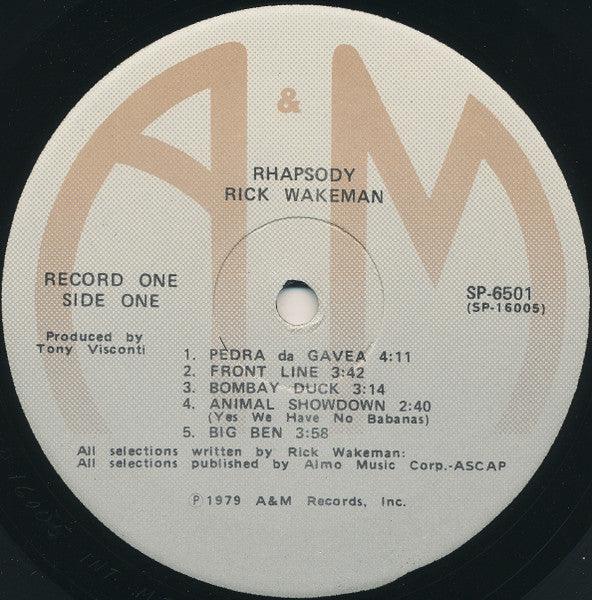 A & M
RHAPSODY
RICK WAKEMAN
RECORD ONE
SIDE ONE
SP-6501
(SP-16005)
Produced by
Tony Visconti
1. PEDRA da GAVEA 4:11
2. FRONT LINE 3:42
3. BOMBAY DUCK 3:14
4. ANIMAL SHOWDOWN 2:40
(Yes We Have No Babanas)
5. BIG BEN 3:58
All selections written by Rick Wakeman:
All selections published by Almo Music Corp.-ASCAP
℗ 1979 A&M Records, Inc.